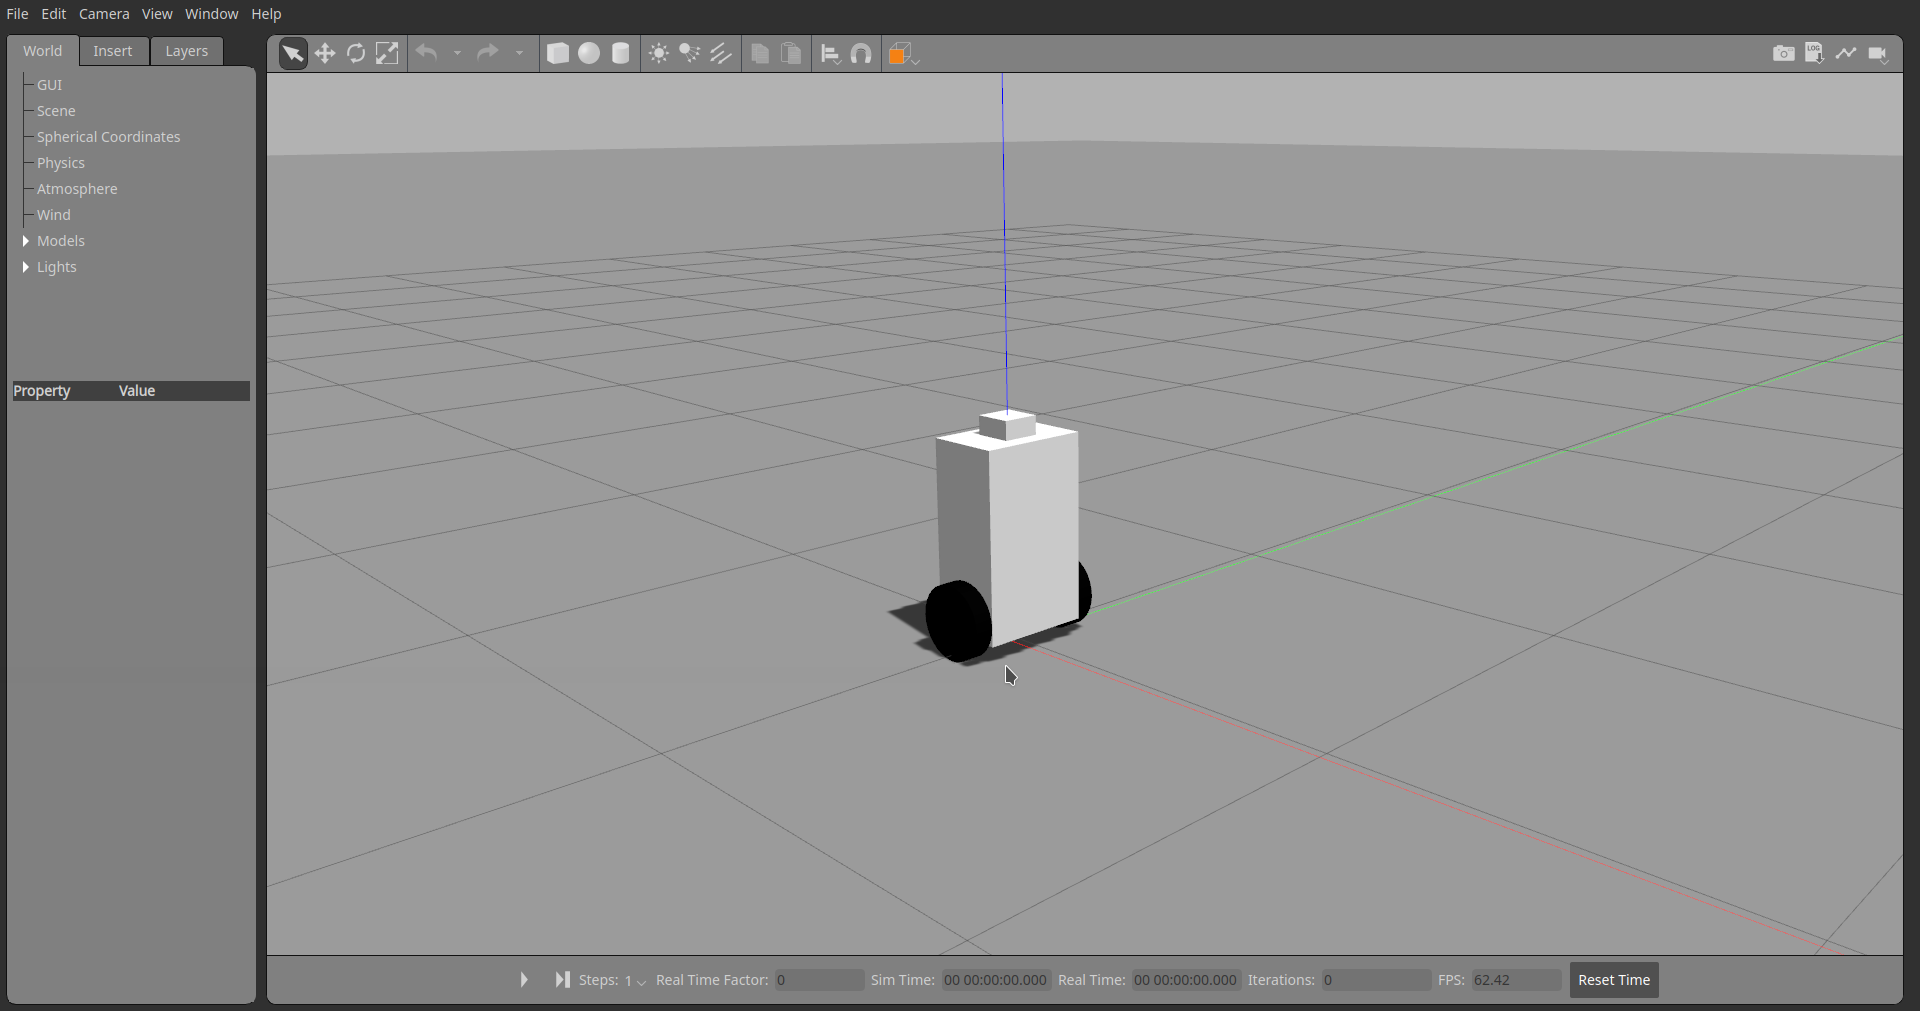 File Edit Camera View Window Help
World Insert Layers
LOG
GUI
Scene
Spherical Coordinates
Physics
Atmosphere
Wind
Models
Lights
Property Value
Steps: 1 Real Time Factor: 0 Sim Time: 00 00:00:00.000 Real Time: 00 00:00:00.000 Iterations: 0 FPS: 62.42 Reset Time